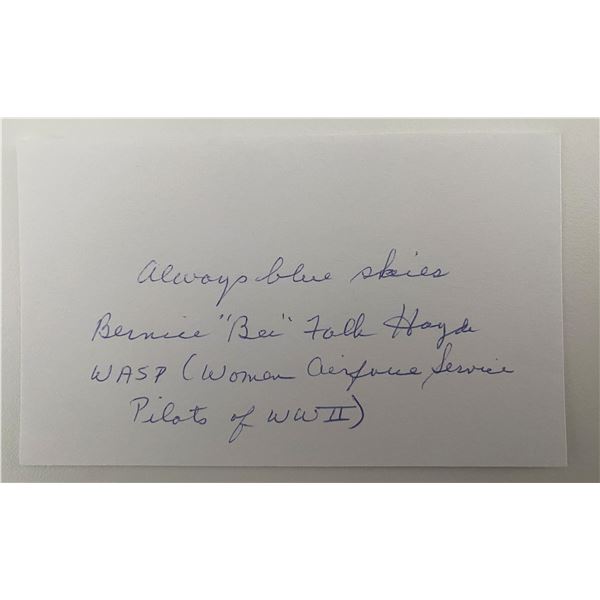 Always blue skies
Bernice "Bee" Falk Haydu
WASP (Women Airforce Service
Pilots of WWII)